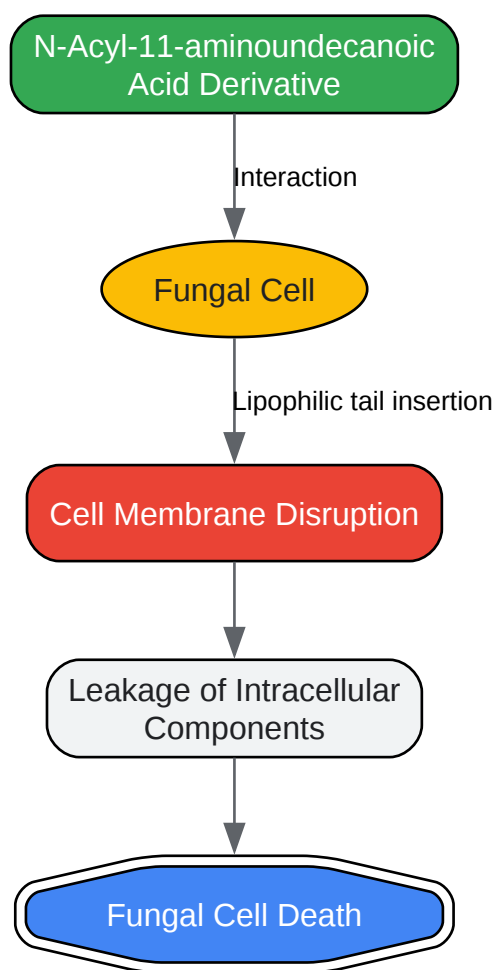 N-Acyl-11-aminoundecanoic
Acid Derivative
Interaction
Fungal Cell
Lipophilic tail insertion
Cell Membrane Disruption
Leakage of Intracellular
Components
Fungal Cell Death